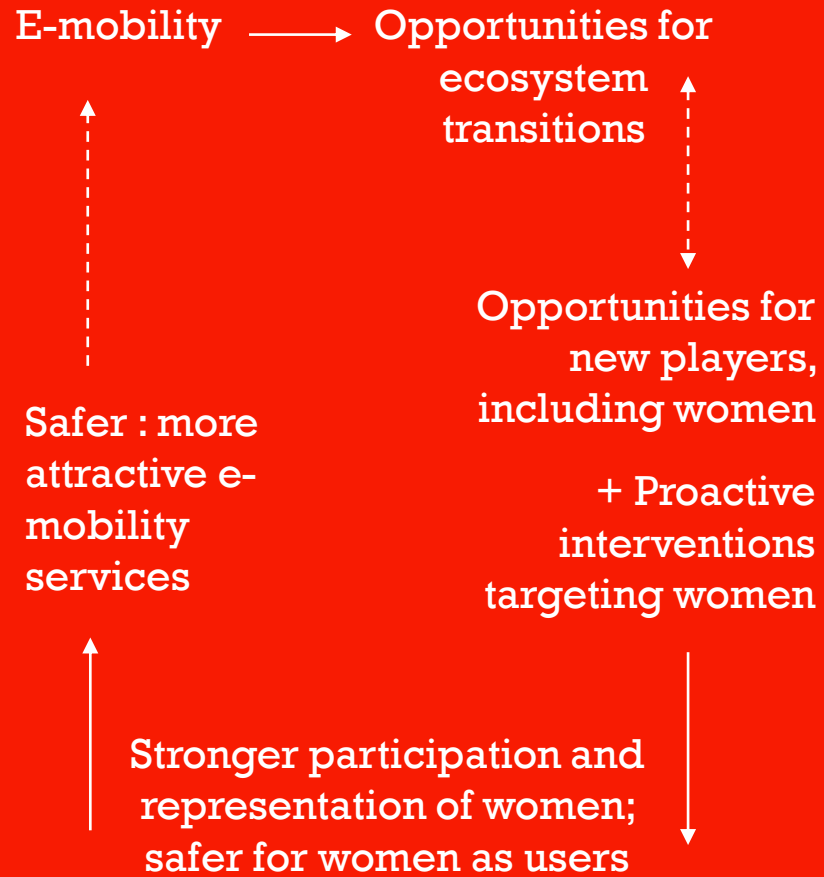 E-mobility
Opportunities for
ecosystem
transitions
Opportunities for
new players,
including women
+ Proactive
interventions
targeting women
Stronger participation and
representation of women;
safer for women as users
Safer : more
attractive e-
mobility
services